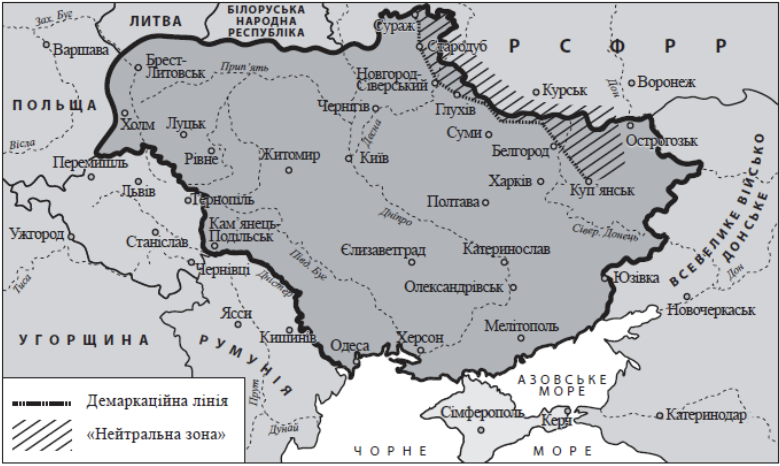 Зах. Буг
ЛИТВА
БІЛОРУСЬКА
НАРОДНА
РЕСПУБЛІКА
Сураж
Стародуб
РСФРР
Варшава
Брест-
Литовськ
Прип’ять
Новгород-
Сіверський
Курськ
Дон
Воронеж
ПОЛЬЩА
Холм
Луцьк
Чернігів
Десна
Глухів
Суми
Острогозьк
Вісла
Рівне
Житомир
Київ
Белгород
Перемишль
Львів
Тернопіль
Полтава
Харків
Куп’янськ
Кам’янець-
Подільськ
Дніпро
Сівер. Донець
ВСЕВЕЛИКЕ ВІЙСЬКО
ДОНСЬКЕ
Ужгород
Станіслав
Півд. Буг
Єлизаветград
Катеринослав
Тиса
Чернівці
Дністер
Олександрівськ
Юзівка
Дон
Новочеркаськ
Ясси
УГОРЩИНА
РУМУНІЯ
Кишинів
Одеса
Херсон
Мелітополь
Прут
Дунай
АЗОВСЬКЕ
МОРЕ
Сімферополь
Керч
Катеринодар
ЧОРНЕ МОРЕ
Демаркаційна лінія
«Нейтральна зона»